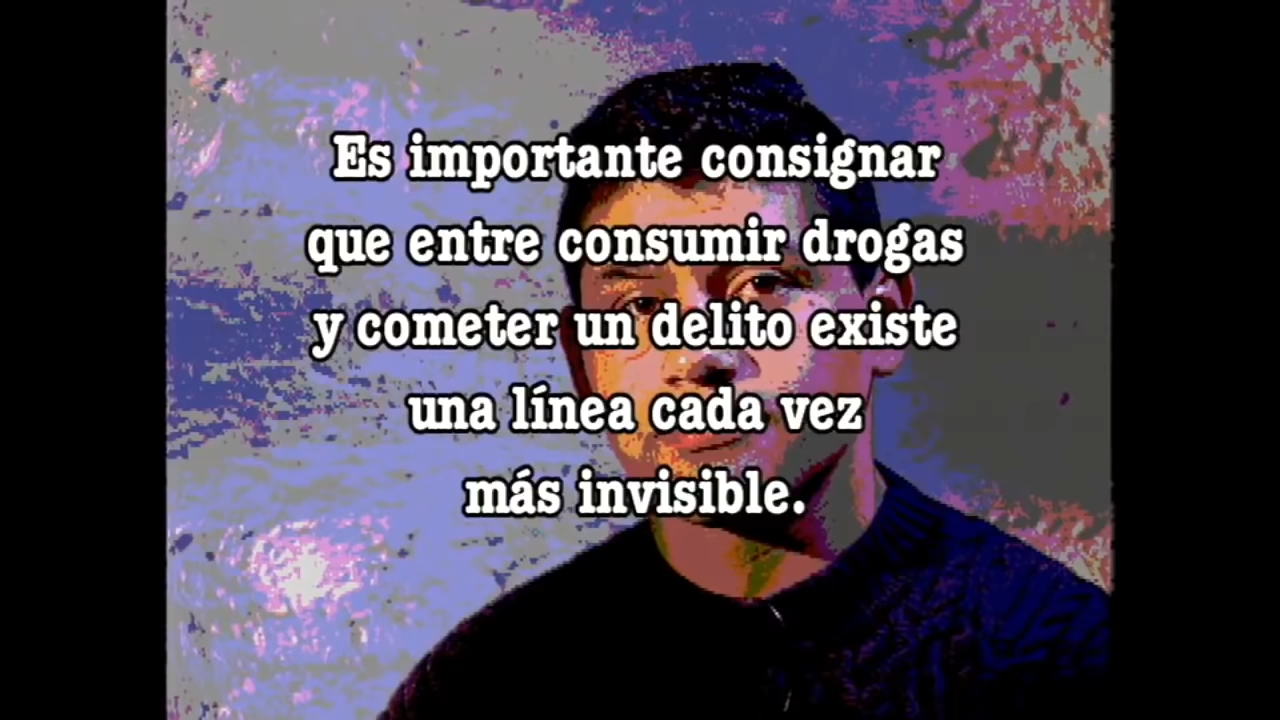 Es importante consignar
que entre consumir drogas
y cometer un delito existe
una línea cada vez
más invisible.